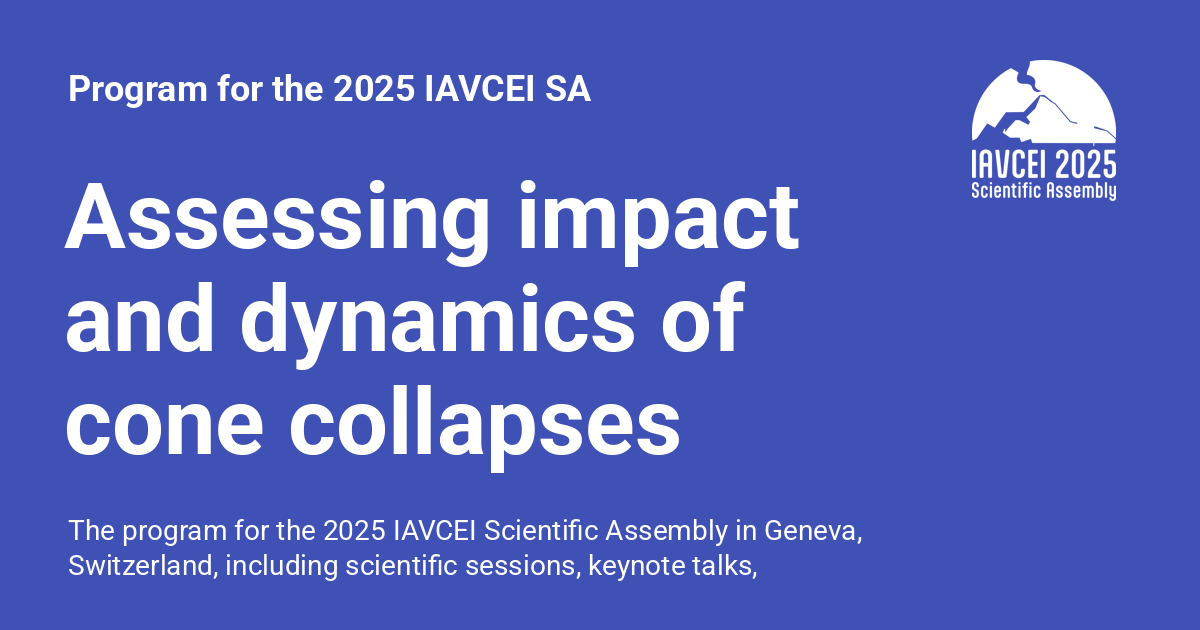 Program for the 2025 IAVCEI SA
IAVCEI 2025
Scientific Assembly
Assessing impact
and dynamics of
cone collapses
The program for the 2025 IAVCEI Scientific Assembly in Geneva,
Switzerland, including scientific sessions, keynote talks,